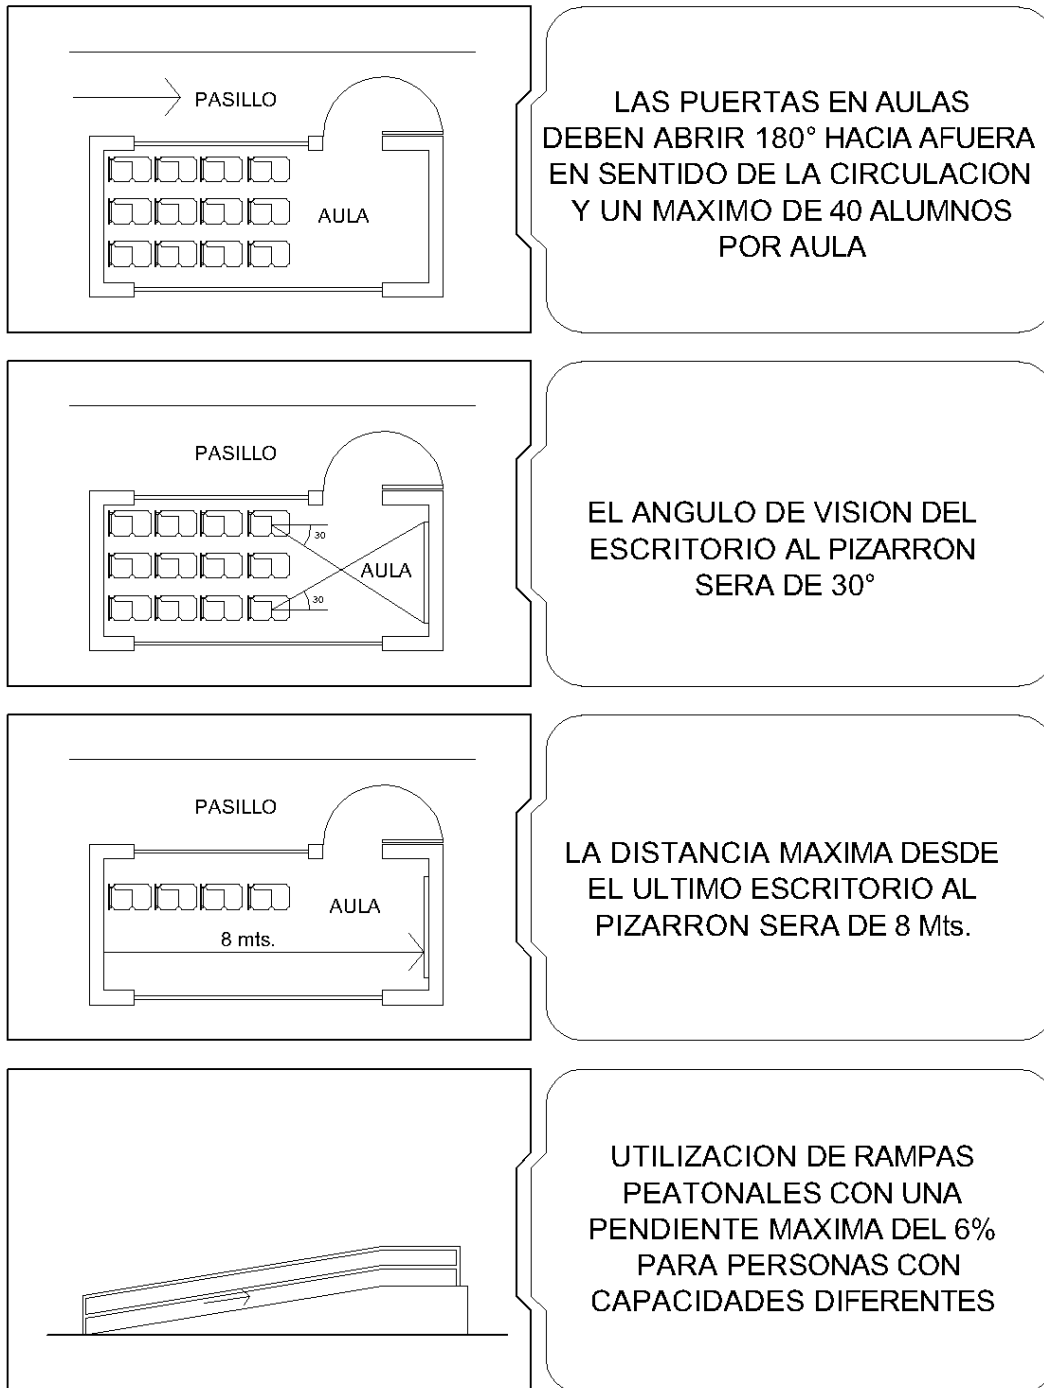 PASILLO
AULA
LAS PUERTAS EN AULAS
DEBEN ABRIR 180° HACIA AFUERA
EN SENTIDO DE LA CIRCULACION
Y UN MAXIMO DE 40 ALUMNOS
POR AULA
PASILLO
30
AULA
30
EL ANGULO DE VISION DEL
ESCRITORIO AL PIZARRON
SERA DE 30°
PASILLO
AULA
8 mts.
LA DISTANCIA MAXIMA DESDE
EL ULTIMO ESCRITORIO AL
PIZARRON SERA DE 8 Mts.
UTILIZACION DE RAMPAS
PEATONALES CON UNA
PENDIENTE MAXIMA DEL 6%
PARA PERSONAS CON
CAPACIDADES DIFERENTES